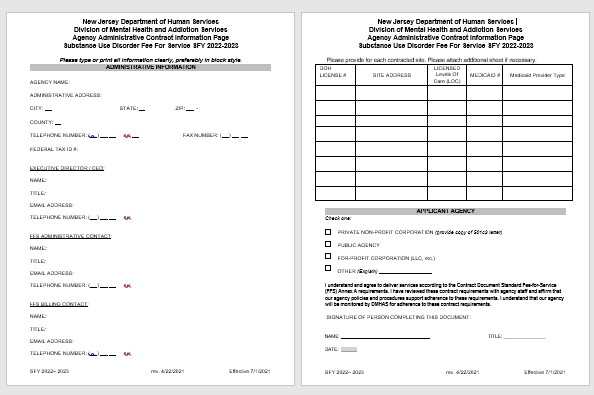 New Jersey Department of Human Services
Division of Mental Health and Addiction Services
Agency Administrative Contract Information Page
Substance Use Disorder Fee For Service SFY 2022-2023
Please type or print all information clearly, preferably in block style.
ADMINISTRATIVE INFORMATION
AGENCY NAME:
ADMINISTRATIVE ADDRESS:
CITY: STATE: ZIP: -
COUNTY:
TELEPHONE NUMBER: ( ) FAX NUMBER: ( )
FEDERAL TAX ID #:
EXECUTIVE DIRECTOR / CEO:
NAME:
TITLE:
EMAIL ADDRESS:
TELEPHONE NUMBER: ( )
FFS ADMINISTRATIVE CONTACT:
NAME:
TITLE:
EMAIL ADDRESS:
TELEPHONE NUMBER: ( )
FFS BILLING CONTACT:
NAME:
TITLE:
EMAIL ADDRESS:
TELEPHONE NUMBER: ( )
SFY 2022– 2023 rev. 4/22/2021 Effective 7/1/2021
New Jersey Department of Human Services
Division of Mental Health and Addiction Services
Agency Administrative Contract Information Page
Substance Use Disorder Fee For Service SFY 2022-2023
Please provide for each contracted site. Please attach additional sheet if necessary.
DOH LICENSE # SITE ADDRESS LICENSED Levels Of Care (LOC) MEDICAID # Medicaid Provider Type
APPLICANT AGENCY
Check one:
PRIVATE NON-PROFIT CORPORATION (provide copy of 501c3 letter)
PUBLIC AGENCY
FOR-PROFIT CORPORATION (LLC, etc.)
OTHER (Explain)
I understand and agree to deliver services according to the Contract Document Standard Fee-for-Service
(FFS) Annex A requirements. I have reviewed these contract requirements with agency staff and affirm that
our agency policies and procedures support adherence to these requirements. I understand that our agency
will be monitored by DMHAS for adherence to these contract requirements.
SIGNATURE OF PERSON COMPLETING THIS DOCUMENT:
NAME: TITLE:
DATE:
SFY 2022– 2023 rev. 4/22/2021 Effective 7/1/2021